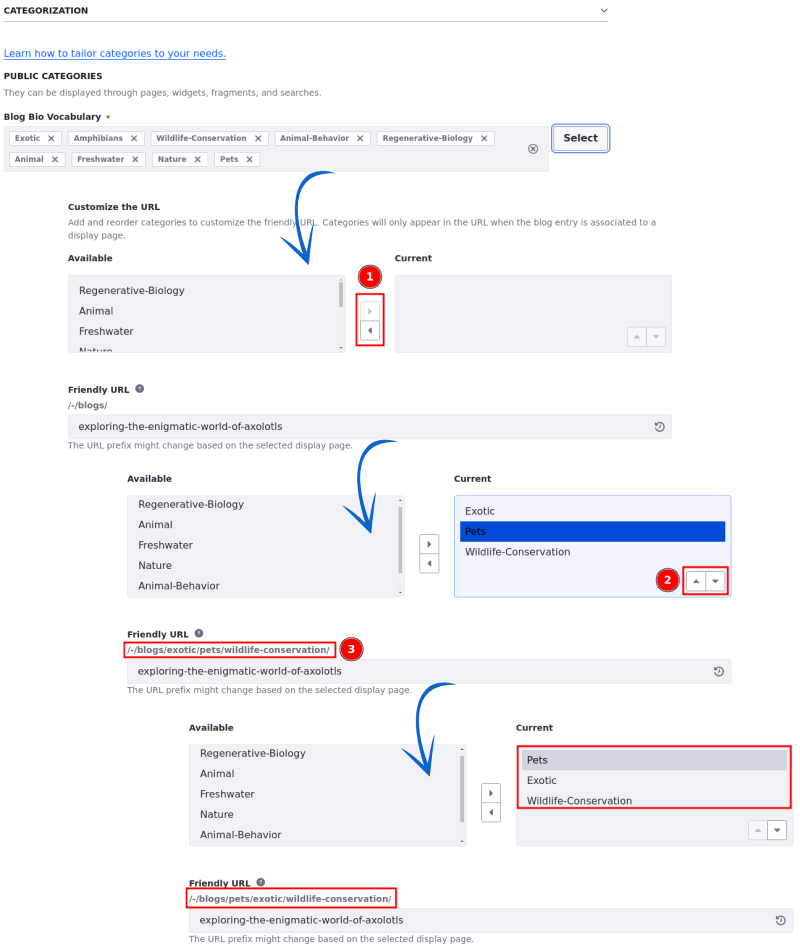 CATEGORIZATION
Learn how to tailor categories to your needs.
PUBLIC CATEGORIES
They can be displayed through pages, widgets, fragments, and searches.
Blog Bio Vocabulary
Exotic × Amphibians × Wildlife-Conservation × Animal-Behavior × Regenerative-Biology ×
Select
Animal × Freshwater × Nature × Pets ×
Customize the URL
Add and reorder categories to customize the friendly URL. Categories will only appear in the URL when the blog entry is associated to a
display page.
Available
Current
1
Regenerative-Biology
Animal
Freshwater
Nature
Friendly URL ?
/-/blogs/
exploring-the-enigmatic-world-of-axolotls
The URL prefix might change based on the selected display page.
Available
Current
Regenerative-Biology
Animal
Freshwater
Nature
Animal-Behavior
Exotic
Pets
Wildlife-Conservation
2
Friendly URL ?
/-/blogs/exotic/pets/wildlife-conservation/
3
exploring-the-enigmatic-world-of-axolotls
The URL prefix might change based on the selected display page.
Available
Current
Regenerative-Biology
Animal
Freshwater
Nature
Animal-Behavior
Pets
Exotic
Wildlife-Conservation
Friendly URL ?
/-/blogs/pets/exotic/wildlife-conservation/
exploring-the-enigmatic-world-of-axolotls
The URL prefix might change based on the selected display page.